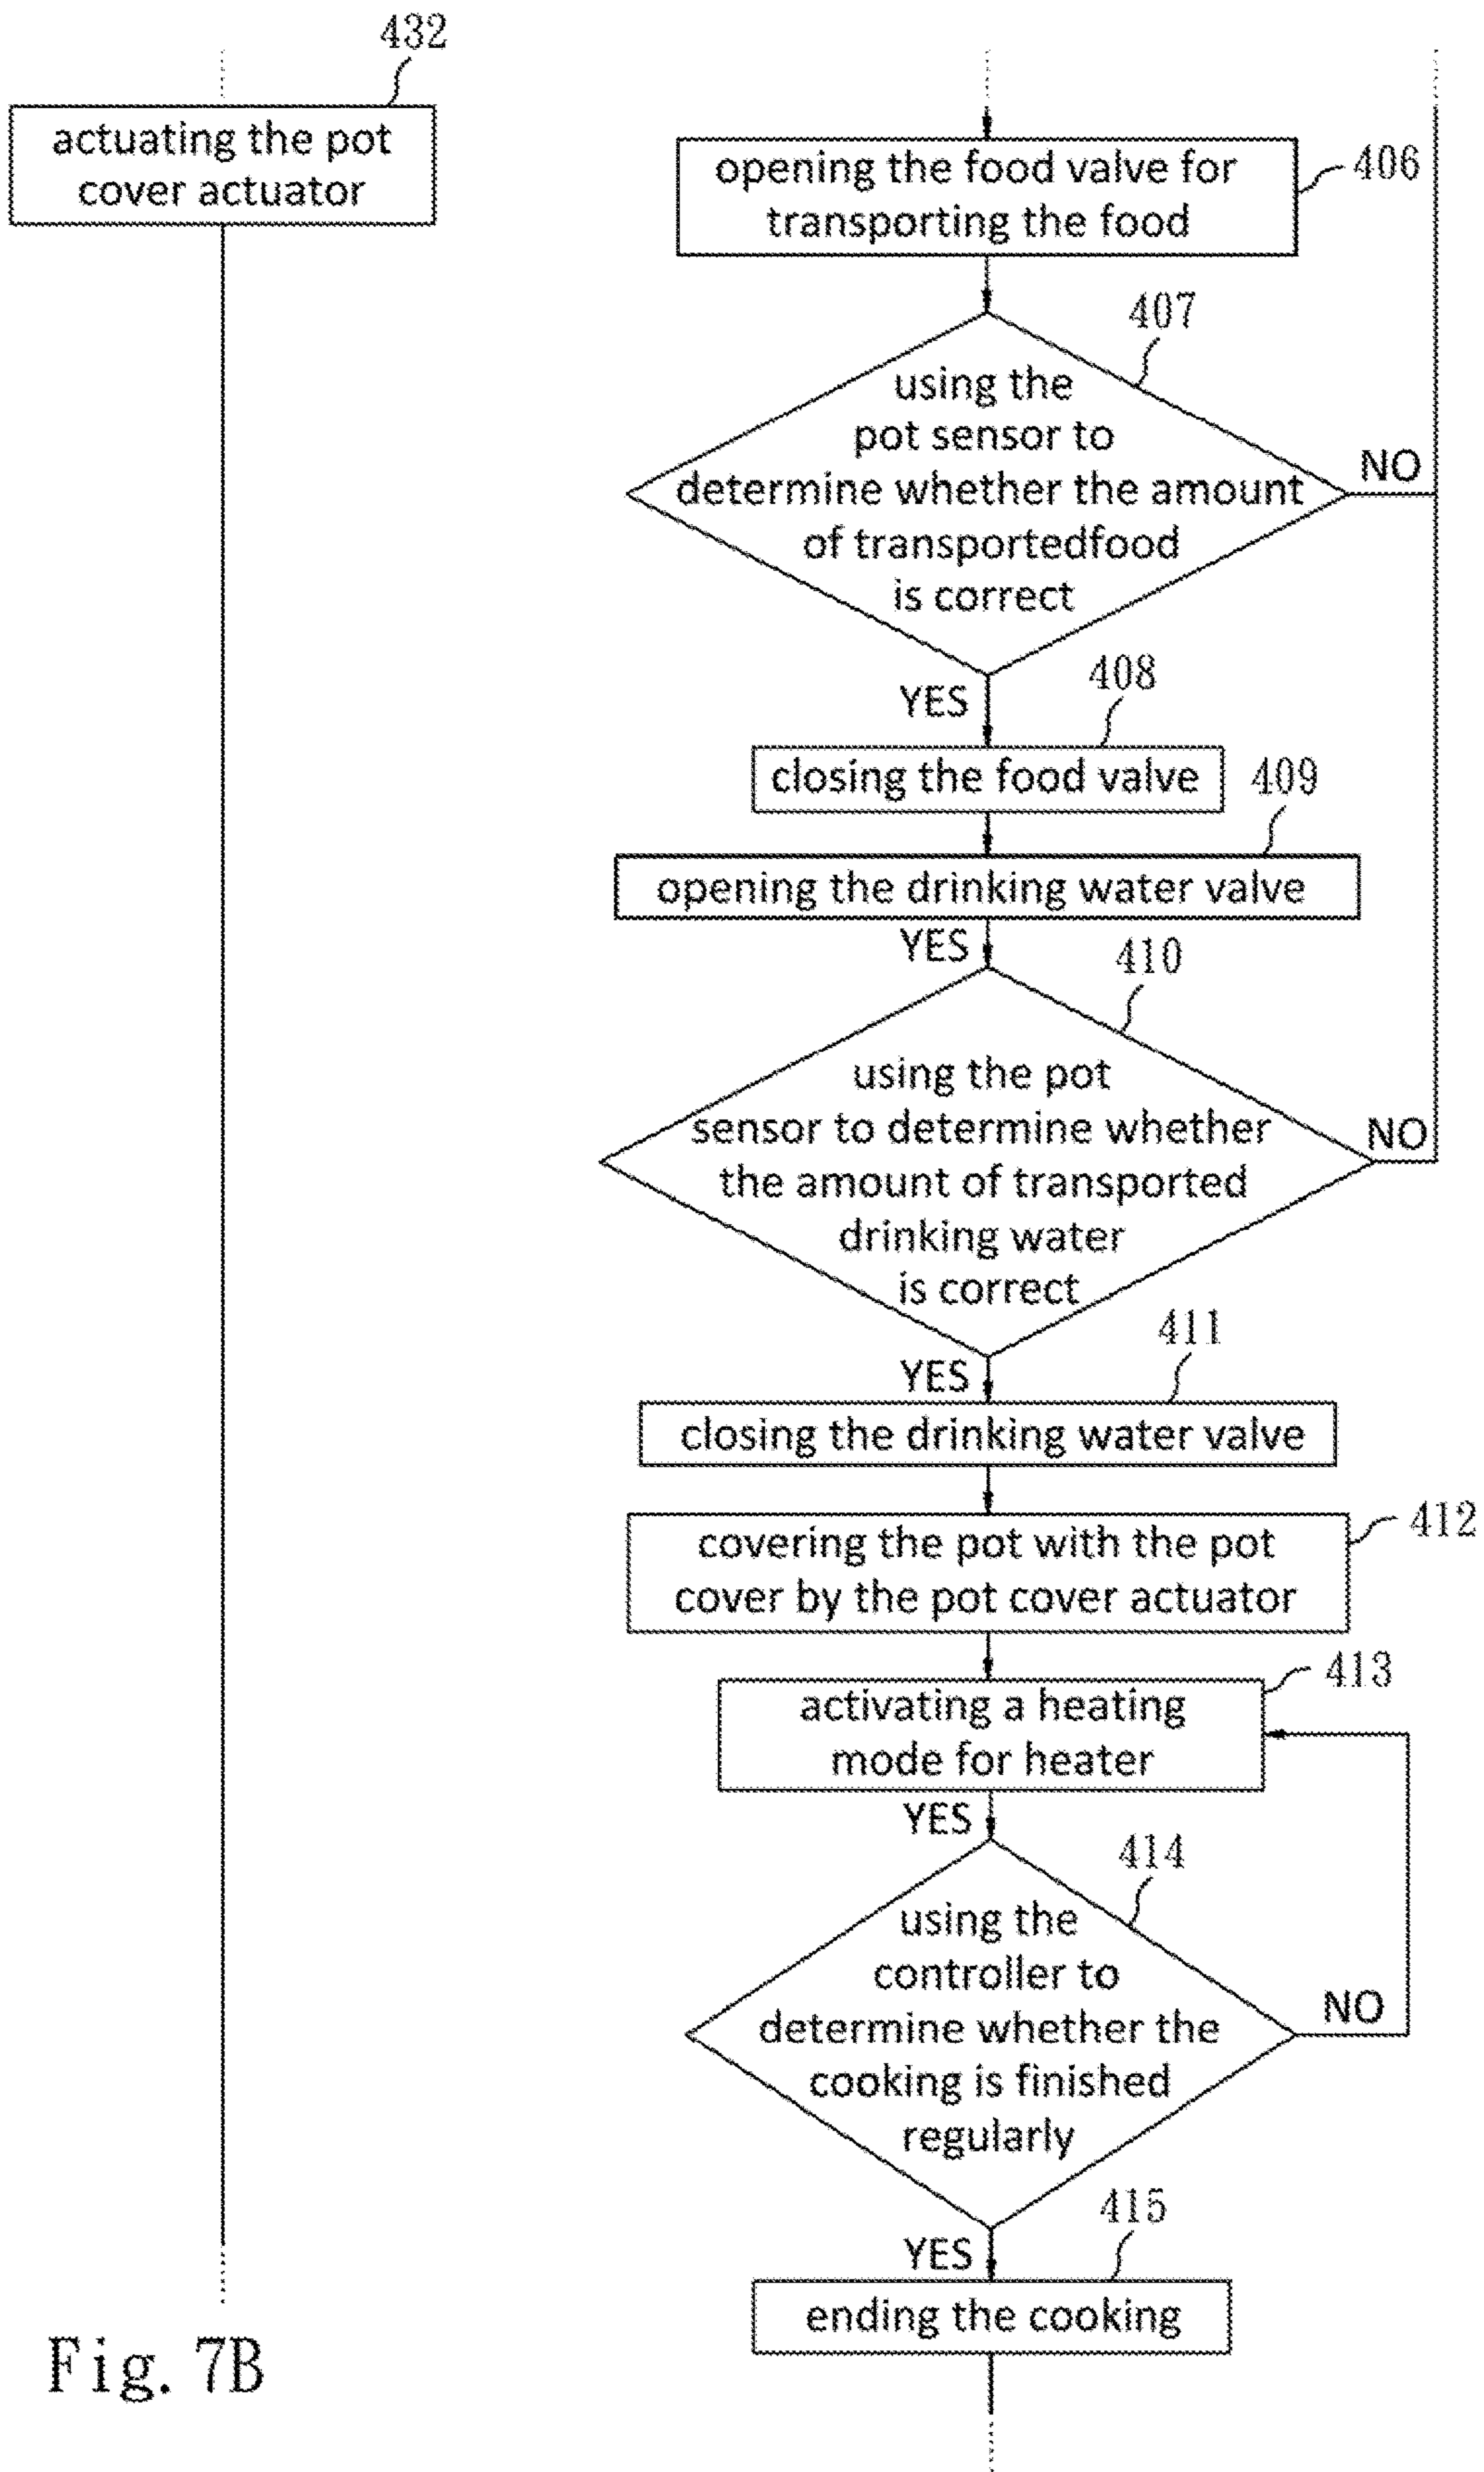 432
actuating the pot
cover actuator
opening the food valve for
transporting the food
406
407
using the
pot sensor to
determine whether the amount
of transportedfood
is correct
NO
YES
408
closing the food valve
409
opening the drinking water valve
YES
410
using the pot
sensor to determine whether
the amount of transported
drinking water
is correct
NO
YES
411
closing the drinking water valve
covering the pot with the pot
cover by the pot cover actuator
412
413
activating a heating
mode for heater
YES
414
using the
controller to
determine whether the
cooking is finished
regularly
NO
YES
415
ending the cooking
Fig. 7B